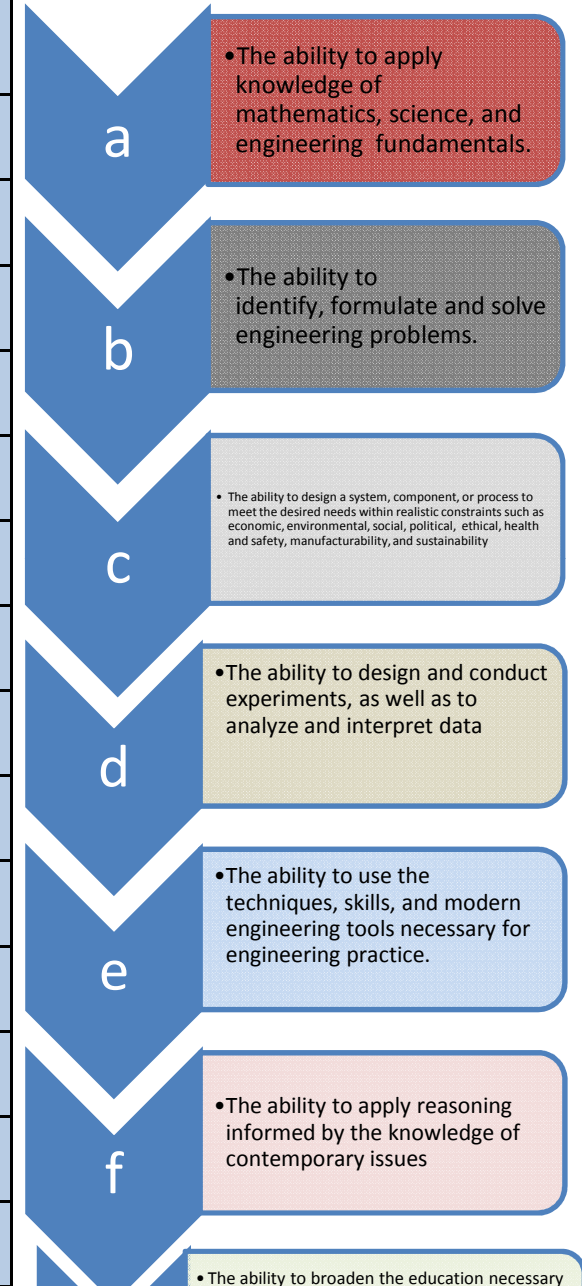 a
•The ability to apply
knowledge of
mathematics, science, and
engineering fundamentals.
b
•The ability to
identify, formulate and solve
engineering problems.
c
• The ability to design a system, component, or process to
meet the desired needs within realistic constraints such as
economic, environmental, social, political, ethical, health
and safety, manufacturability, and sustainability
d
•The ability to design and conduct
experiments, as well as to
analyze and interpret data
e
•The ability to use the
techniques, skills, and modern
engineering tools necessary for
engineering practice.
f
•The ability to apply reasoning
informed by the knowledge of
contemporary issues
• The ability to broaden the education necessary